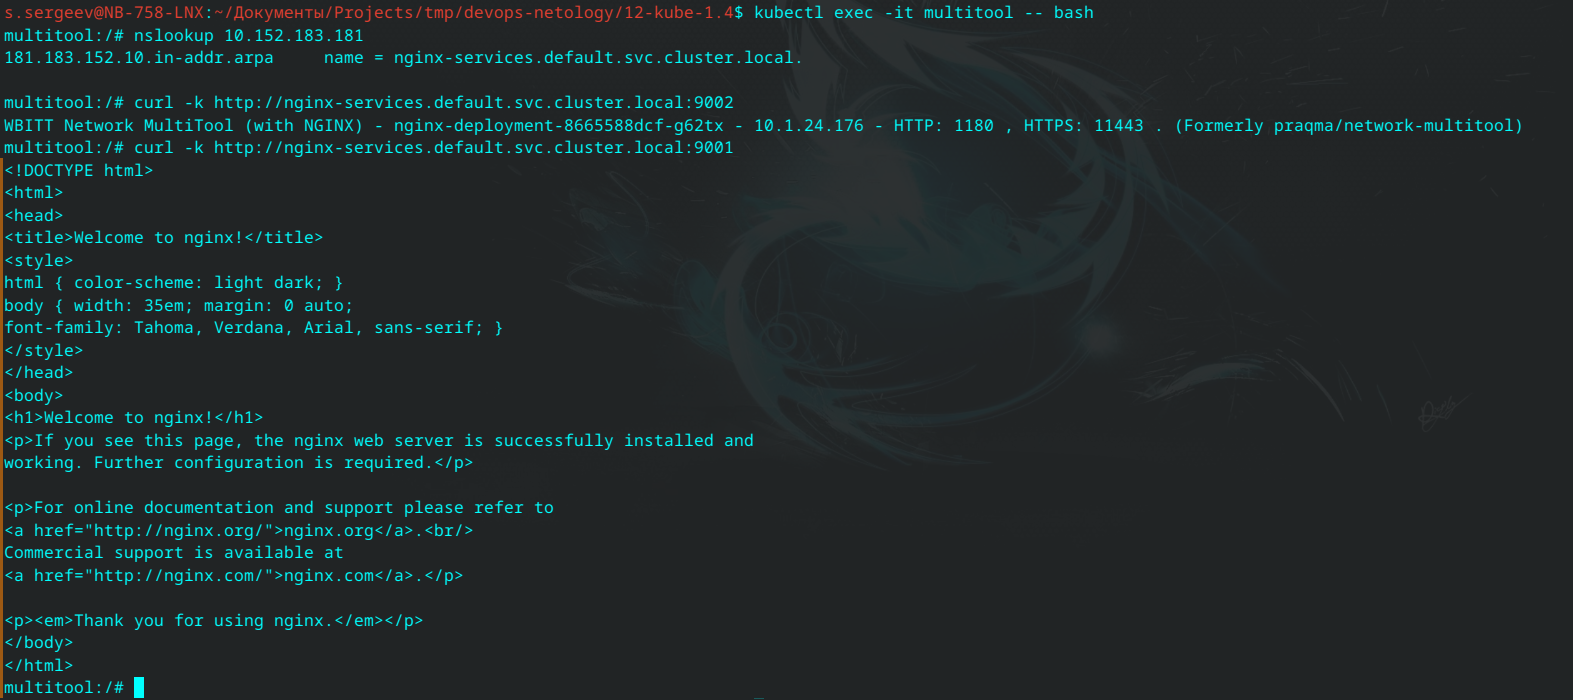 s.sergeev@NB-758-LNX:~/Документы/Projects/tmp/devops-netology/12-kube-1.4$ kubectl exec -it multitool -- bash
multitool:/# nslookup 10.152.183.181
181.183.152.10.in-addr.arpa     name = nginx-services.default.svc.cluster.local.

multitool:/# curl -k http://nginx-services.default.svc.cluster.local:9002
WBITT Network MultiTool (with NGINX) - nginx-deployment-8665588dcf-g62tx - 10.1.24.176 - HTTP: 1180 , HTTPS: 11443 . (Formerly praqma/network-multitool)
multitool:/# curl -k http://nginx-services.default.svc.cluster.local:9001
<!DOCTYPE html>
<html>
<head>
<title>Welcome to nginx!</title>
<style>
html { color-scheme: light dark; }
body { width: 35em; margin: 0 auto;
font-family: Tahoma, Verdana, Arial, sans-serif; }
</style>
</head>
<body>
<h1>Welcome to nginx!</h1>
<p>If you see this page, the nginx web server is successfully installed and
working. Further configuration is required.</p>

<p>For online documentation and support please refer to
<a href="http://nginx.org/">nginx.org</a>.<br/>
Commercial support is available at
<a href="http://nginx.com/">nginx.com</a>.</p>

<p><em>Thank you for using nginx.</em></p>
</body>
</html>
multitool:/#